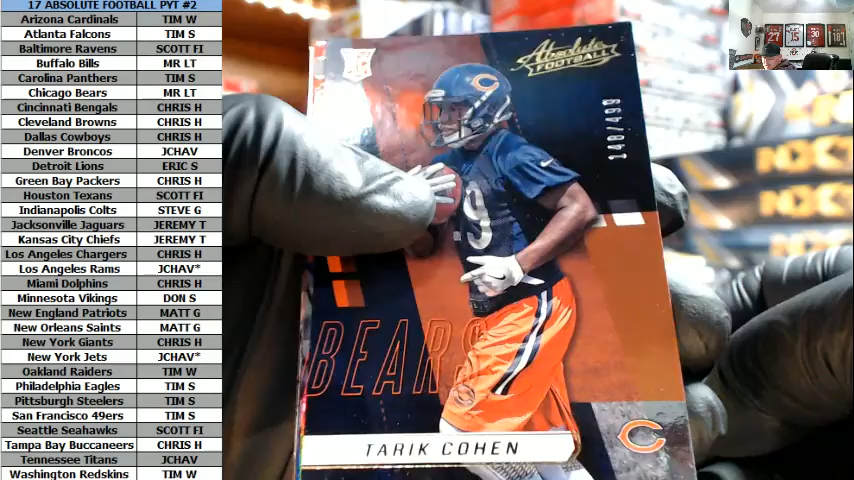 17 ABSOLUTE FOOTBALL PYT #2
Arizona Cardinals TIM W
Atlanta Falcons TIM S
Baltimore Ravens SCOTT FI
Buffalo Bills MR LT
Carolina Panthers TIM S
Chicago Bears MR LT
Cincinnati Bengals CHRIS H
Cleveland Browns CHRIS H
Dallas Cowboys CHRIS H
Denver Broncos JCHAV
Detroit Lions ERIC S
Green Bay Packers CHRIS H
Houston Texans SCOTT FI
Indianapolis Colts STEVE G
Jacksonville Jaguars JEREMY T
Kansas City Chiefs JEREMY T
Los Angeles Chargers CHRIS H
Los Angeles Rams JCHAV*
Miami Dolphins CHRIS H
Minnesota Vikings DON S
New England Patriots MATT G
New Orleans Saints MATT G
New York Giants CHRIS H
New York Jets JCHAV*
Oakland Raiders TIM W
Philadelphia Eagles TIM S
Pittsburgh Steelers TIM S
San Francisco 49ers TIM S
Seattle Seahawks SCOTT FI
Tampa Bay Buccaneers CHRIS H
Tennessee Titans JCHAV
Washington Redskins TIM W
Absolute
FOOTBALL
148/499
9
BEARS
TARIK COHEN
27
15
30